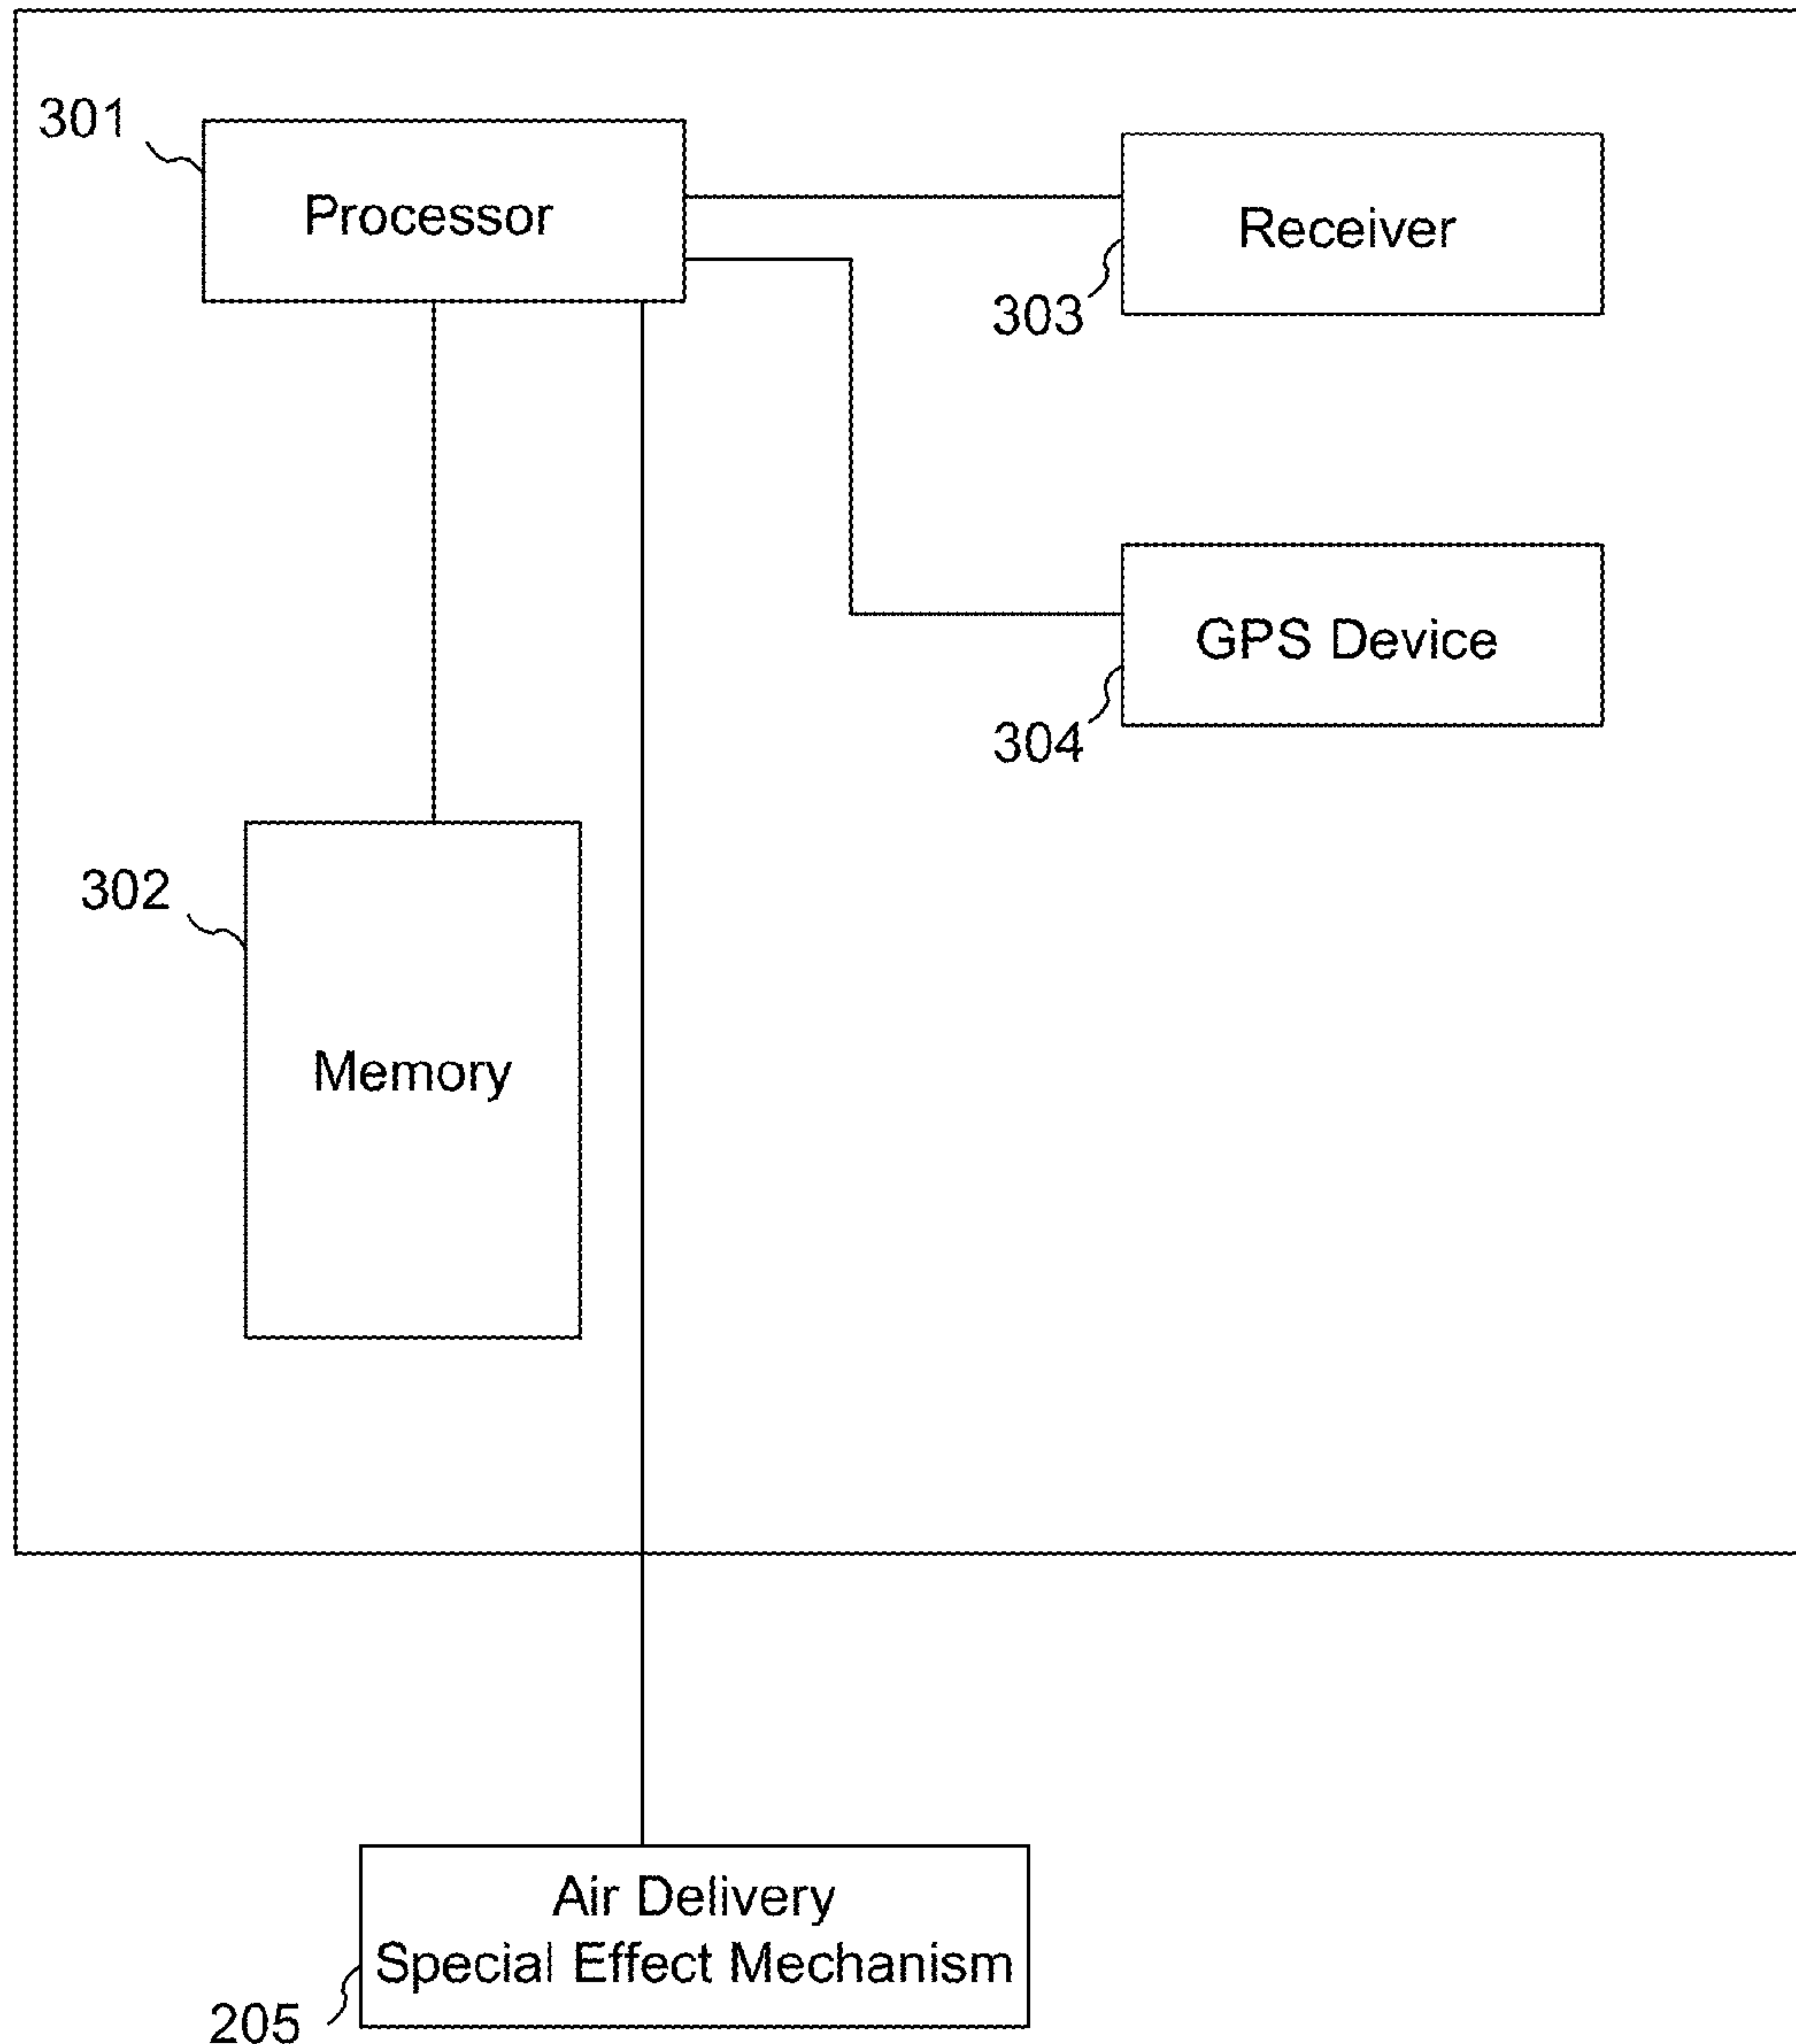 301
Processor
Receiver
303
GPS Device
304
302
Memory
Air Delivery
Special Effect Mechanism
205